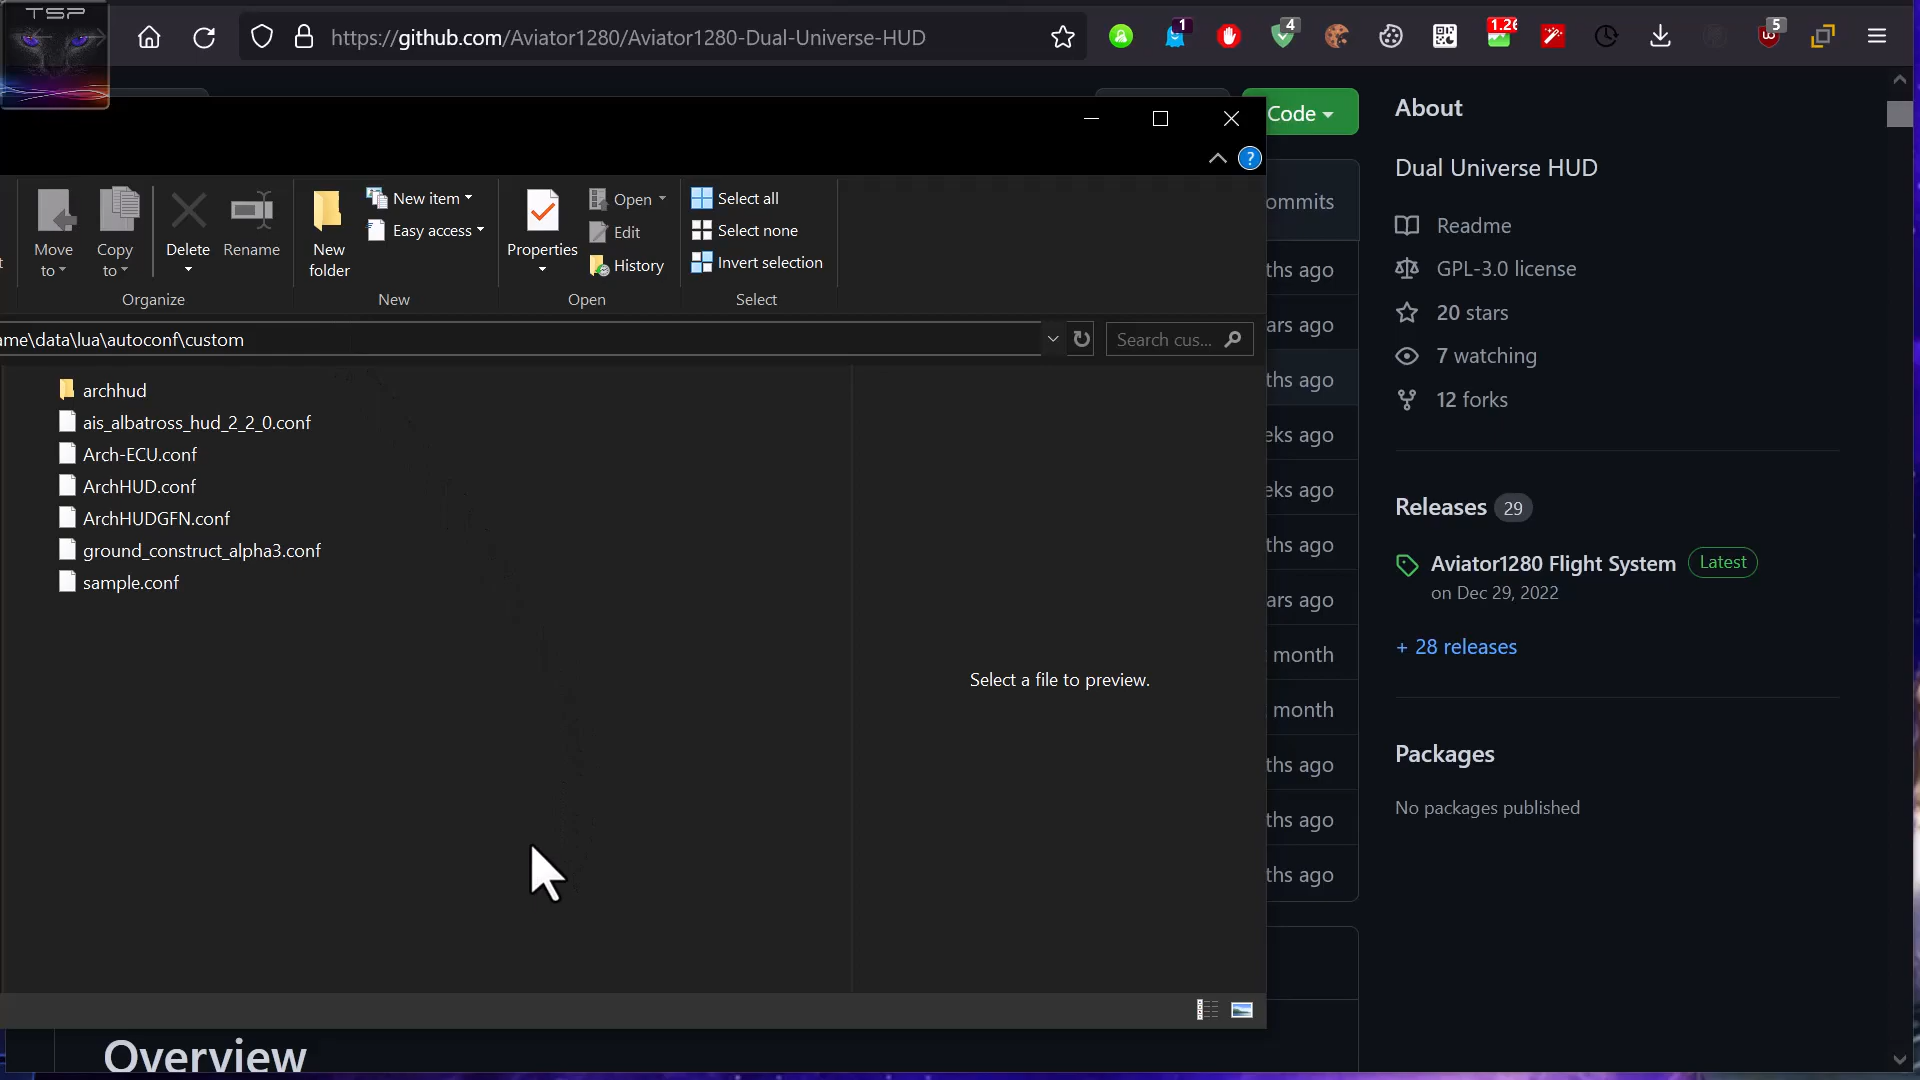 TSP
https://github.com/Aviator1280/Aviator1280-Dual-Universe-HUD
1
4
1.26
5
Code
About
Dual Universe HUD
Readme
GPL-3.0 license
20 stars
7 watching
12 forks
Releases 29
Aviator1280 Flight System Latest
on Dec 29, 2022
+ 28 releases
Packages
No packages published
Move to
Copy to
Delete
Rename
Organize
New folder
New item
Easy access
New
Properties
Open
Edit
History
Open
Select all
Select none
Invert selection
Select
ame\data\lua\autoconf\custom
Search cus...
archhud
ais_albatross_hud_2_2_0.conf
Arch-ECU.conf
ArchHUD.conf
ArchHUDGFN.conf
ground_construct_alpha3.conf
sample.conf
Select a file to preview.
ommits
ths ago
ars ago
ths ago
eks ago
eks ago
ths ago
ars ago
month
month
ths ago
ths ago
ths ago
Overview